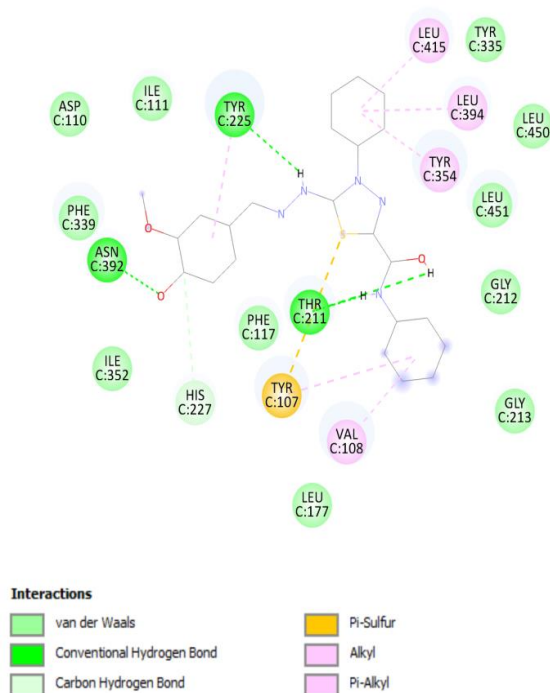 LEU
C:415
TYR
C:335
ILE
C:111
ASP
C:110
TYR
C:225
LEU
C:394
LEU
C:450
TYR
C:354
H
N
N
N
N
LEU
C:451
PHE
C:339
O
S
ASN
C:392
O
O
H
H
N
THR
C:211
GLY
C:212
PHE
C:117
ILE
C:352
HIS
C:227
TYR
C:107
GLY
C:213
VAL
C:108
LEU
C:177
Interactions
van der Waals
Pi-Sulfur
Conventional Hydrogen Bond
Alkyl
Carbon Hydrogen Bond
Pi-Alkyl